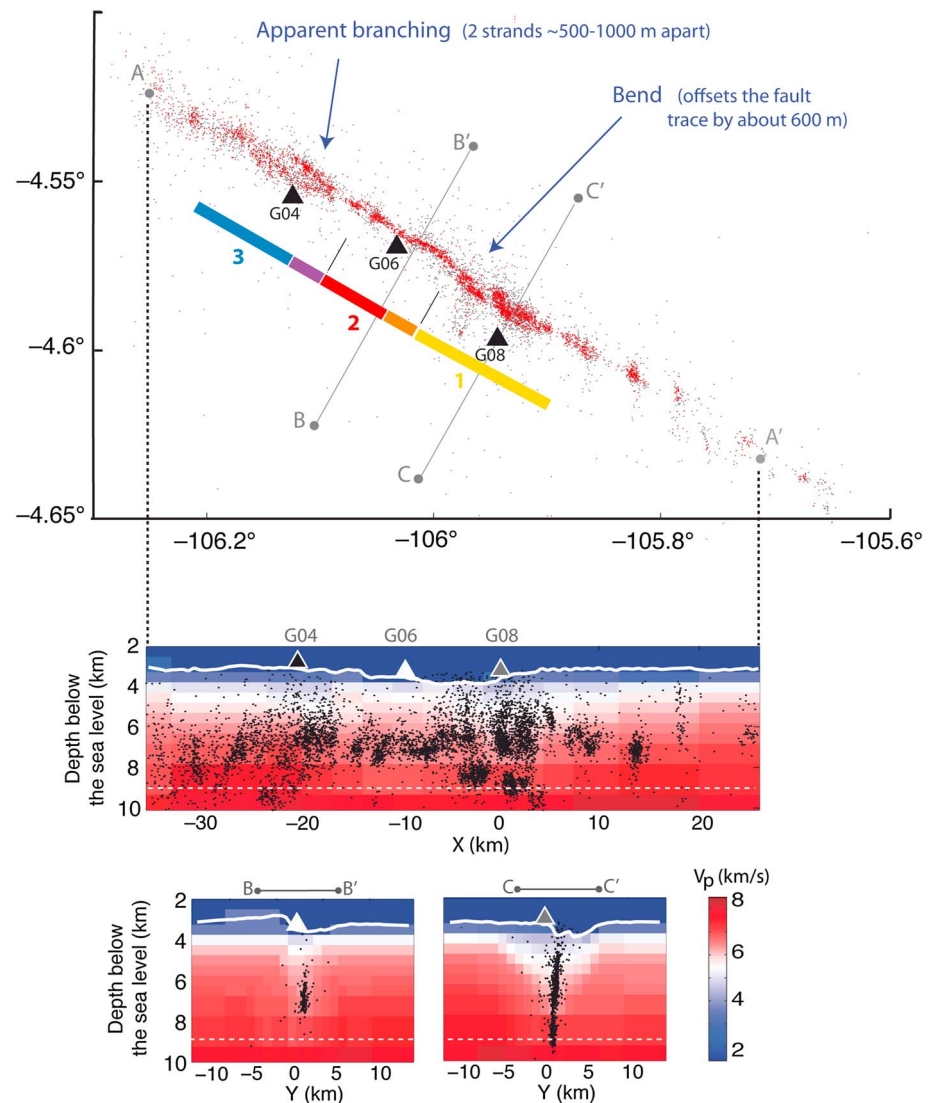 Apparent branching (2 strands ~500-1000 m apart)
A
Bend (offsets the fault
trace by about 600 m)
B'
−4.55°
C'
G04
3
G06
2
−4.6°
G08
1
B
C
A'
−4.65°
−106.2° −106° −105.8° −105.6°
G04 G06 G08
2
4
6
8
10
Depth below
the sea level (km)
−30 −20 −10 0 10 20
X (km)
B B' C C' Vp (km/s)
2
4
6
8
10
Depth below
the sea level (km)
8
6
4
2
−10 −5 0 5 10 −10 −5 0 5 10
Y (km) Y (km)